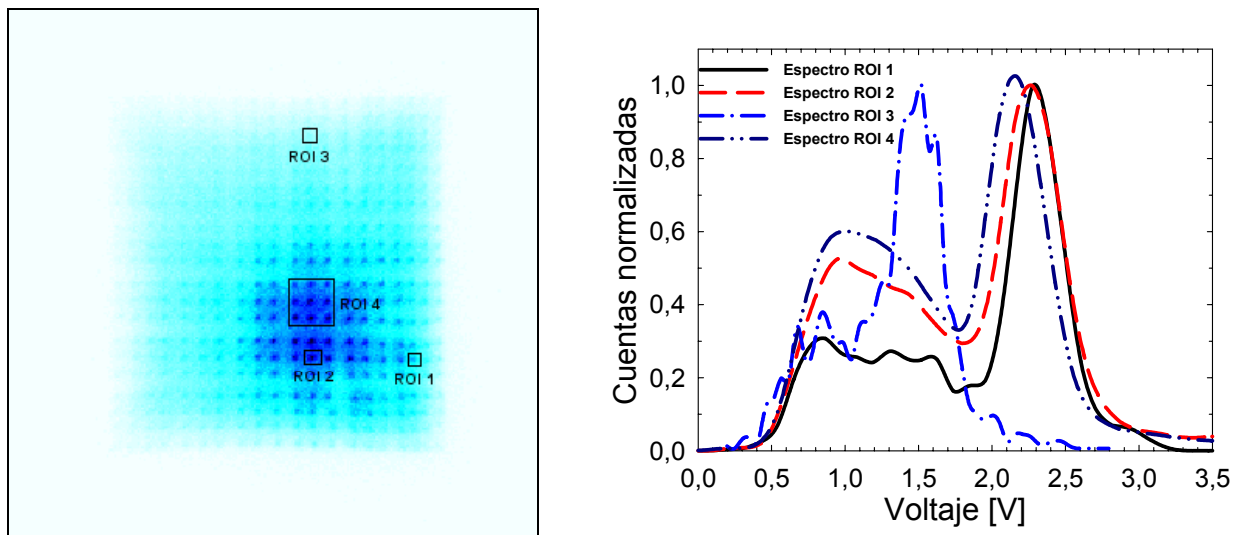 ROI 3
ROI 4
ROI 2
ROI 1
Espectro ROI 1
Espectro ROI 2
Espectro ROI 3
Espectro ROI 4
Cuentas normalizadas
1,0
0,8
0,6
0,4
0,2
0,0
0,0 0,5 1,0 1,5 2,0 2,5 3,0 3,5
Voltaje [V]